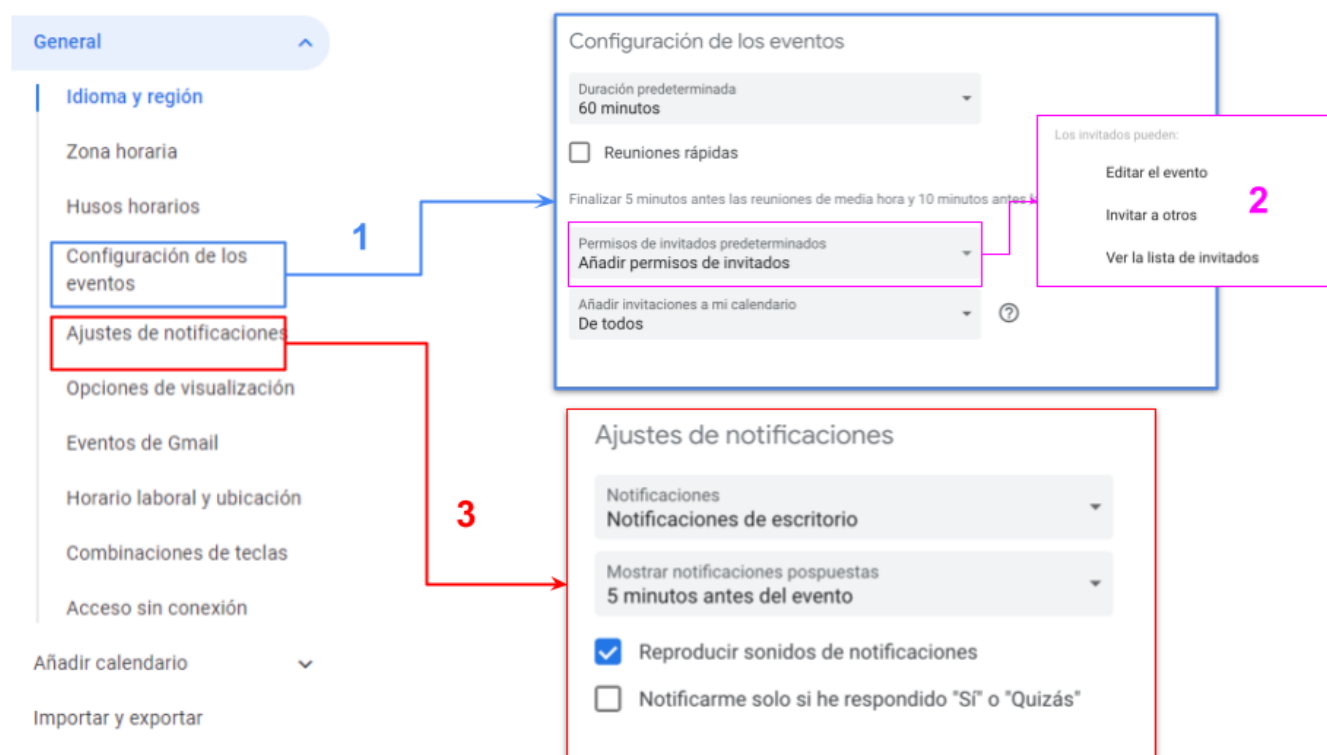 General
Idioma y región
Zona horaria
Husos horarios
Configuración de los
eventos
Ajustes de notificaciones
Opciones de visualización
Eventos de Gmail
Horario laboral y ubicación
Combinaciones de teclas
Acceso sin conexión
Añadir calendario
Importar y exportar
1
Configuración de los eventos
Duración predeterminada
60 minutos
Reuniones rápidas
Finalizar 5 minutos antes las reuniones de media hora y 10 minutos antes
Permisos de invitados predeterminados
Añadir permisos de invitados
Añadir invitaciones a mi calendario
De todos
Los invitados pueden:
Editar el evento
Invitar a otros
Ver la lista de invitados
2
3
Ajustes de notificaciones
Notificaciones
Notificaciones de escritorio
Mostrar notificaciones pospuestas
5 minutos antes del evento
Reproducir sonidos de notificaciones
Notificarme solo si he respondido "Sí" o "Quizás"